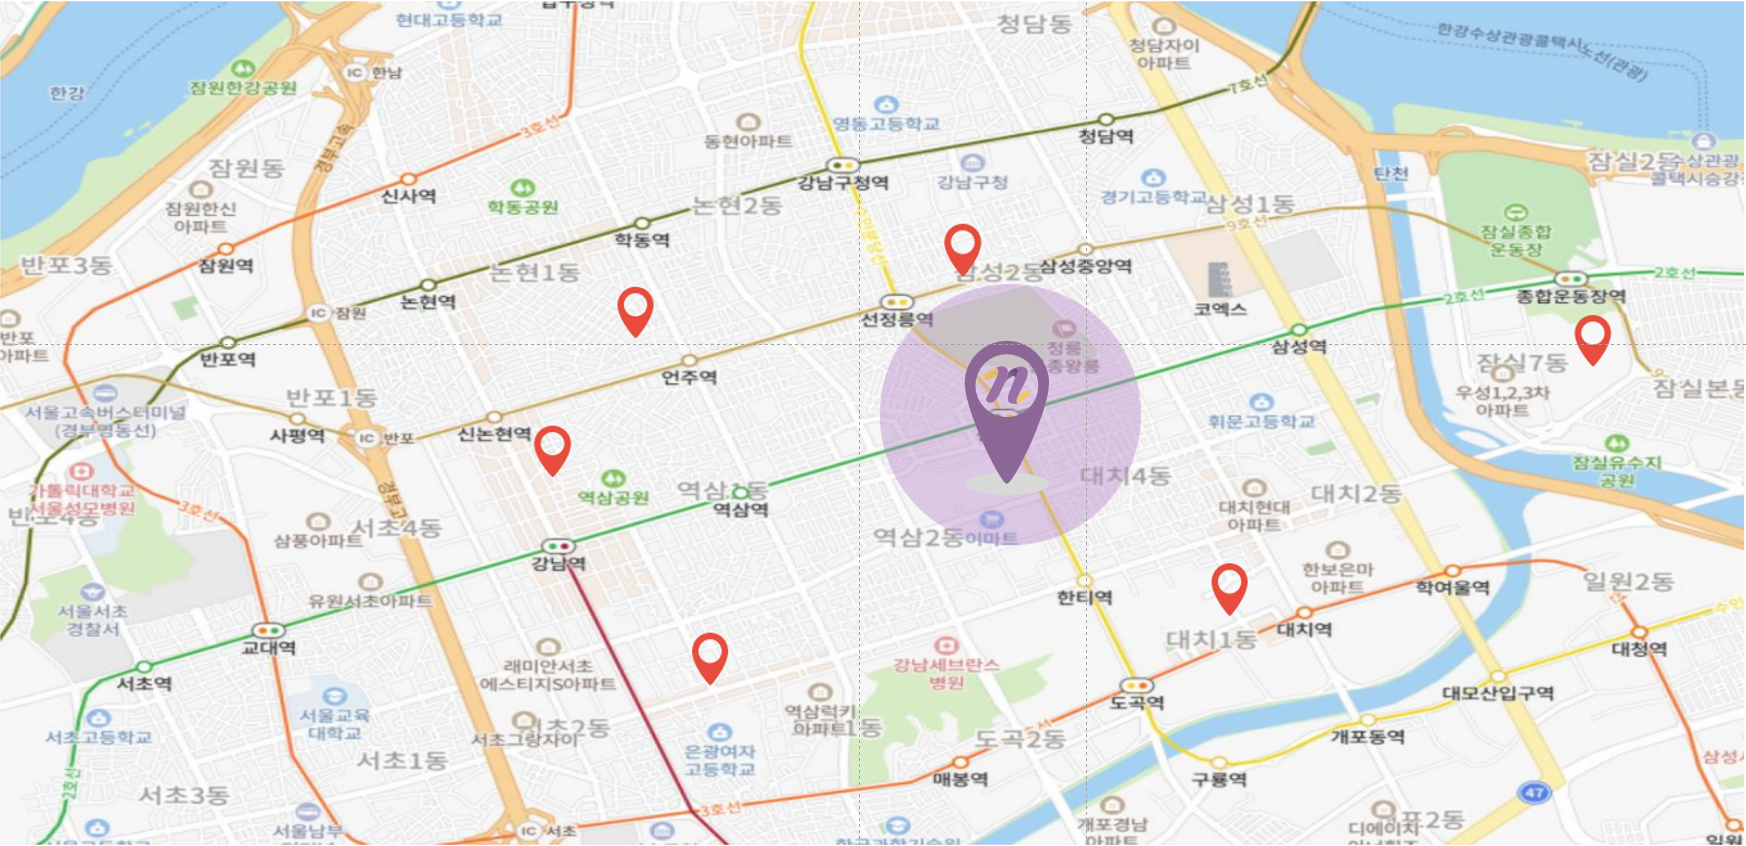 현대고등학교
청담동
한강수상관광콜택시노선(관광)
청담자이
아파트
IC 한남
잠원한강공원
한강
7호선
영동고등학교
3호선
동현아파트
청담역
경부고속
잠원동
강남구청역
강남구청
경기고등학교
탄천
수상관광
신사역
학동공원
논현2동
삼성1동
잠원한신
아파트
9호선
수인분당선
잠실종합
운동장
학동역
반포3동
잠원역
논현1동
삼성2동
삼성중앙역
2호선
논현역
종합운동장역
2호선
IC 잠원
코엑스
선정릉역
반포
아파트
반포역
삼성역
언주역
잠실7동
우성1,2,3차
아파트
n
반포1동
서울고속버스터미널
(경부영동선)
사평역
IC 반포
신논현역
휘문고등학교
잠실유수지
공원
가톨릭대학교
서울성모병원
역삼공원
역삼1동
역삼역
대치4동
대치2동
대치현대
아파트
3호선
반포4동
서초4동
삼풍아파트
역삼2동
이마트
강남역
한보은마
아파트
학여울역
일원2동
유원서초아파트
한티역
서울서초
경찰서
교대역
대치1동
대치역
대청역
수인
서초역
래미안서초
에스티지S아파트
강남세브란스
병원
도곡역
대모산입구역
서울교육
대학교
역삼럭키
아파트
서초고등학교
서초그랑자이
도곡2동
개포동역
은광여자
고등학교
서초1동
매봉역
구룡역
2호선
서초3동
3호선
47
IC 서초
서울남부
개포경남
아파트
디에이치